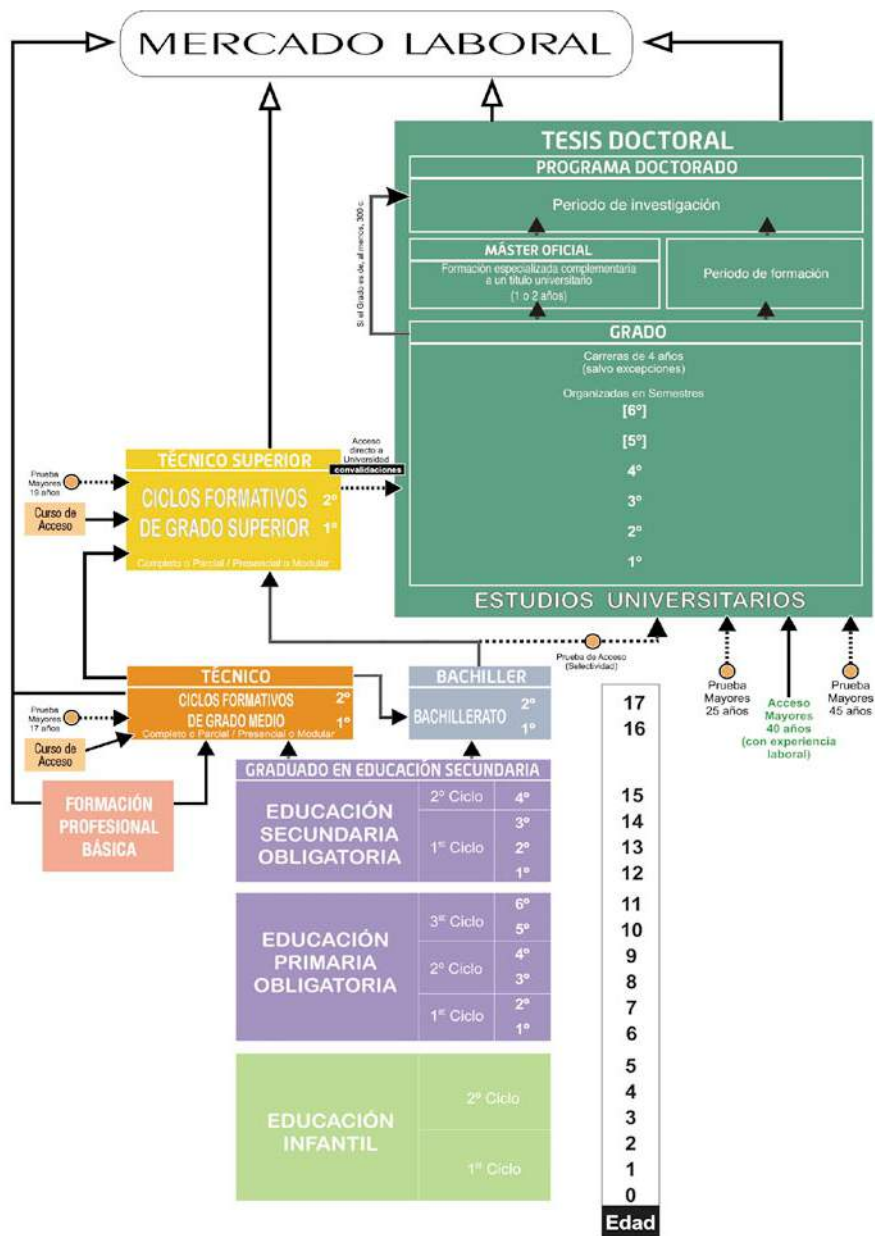 MERCADO LABORAL
TESIS DOCTORAL
PROGRAMA DOCTORADO
Periodo de investigación
Si el Grado es de, al menos, 300 c.
MÁSTER OFICIAL
Formación especializada complementaria
a un título universitario
(1 o 2 años)
Periodo de formación
GRADO
Carreras de 4 años
(salvo excepciones)
Organizadas en Semestres
[6º]
[5º]
4º
3º
2º
1º
ESTUDIOS UNIVERSITARIOS
Acceso
directo a
Universidad
convalidaciones
TÉCNICO SUPERIOR
CICLOS FORMATIVOS 2º
DE GRADO SUPERIOR 1º
Completo o Parcial / Presencial o Modular
Prueba
Mayores
19 años
Curso de
Acceso
Prueba de Acceso
(Selectividad)
Prueba
Mayores
25 años
Acceso
Mayores
40 años
(con experiencia
laboral)
Prueba
Mayores
45 años
TÉCNICO
CICLOS FORMATIVOS 2º
DE GRADO MEDIO 1º
Completo o Parcial / Presencial o Modular
Prueba
Mayores
17 años
Curso de
Acceso
BACHILLER
BACHILLERATO
2º
1º
FORMACIÓN
PROFESIONAL
BÁSICA
GRADUADO EN EDUCACIÓN SECUNDARIA
EDUCACIÓN
SECUNDARIA
OBLIGATORIA
2º Ciclo
4º
1er Ciclo
3º
2º
1º
EDUCACIÓN
PRIMARIA
OBLIGATORIA
3er Ciclo
6º
5º
2º Ciclo
4º
3º
1er Ciclo
2º
1º
EDUCACIÓN
INFANTIL
2º Ciclo
1er Ciclo
17
16
15
14
13
12
11
10
9
8
7
6
5
4
3
2
1
0
Edad